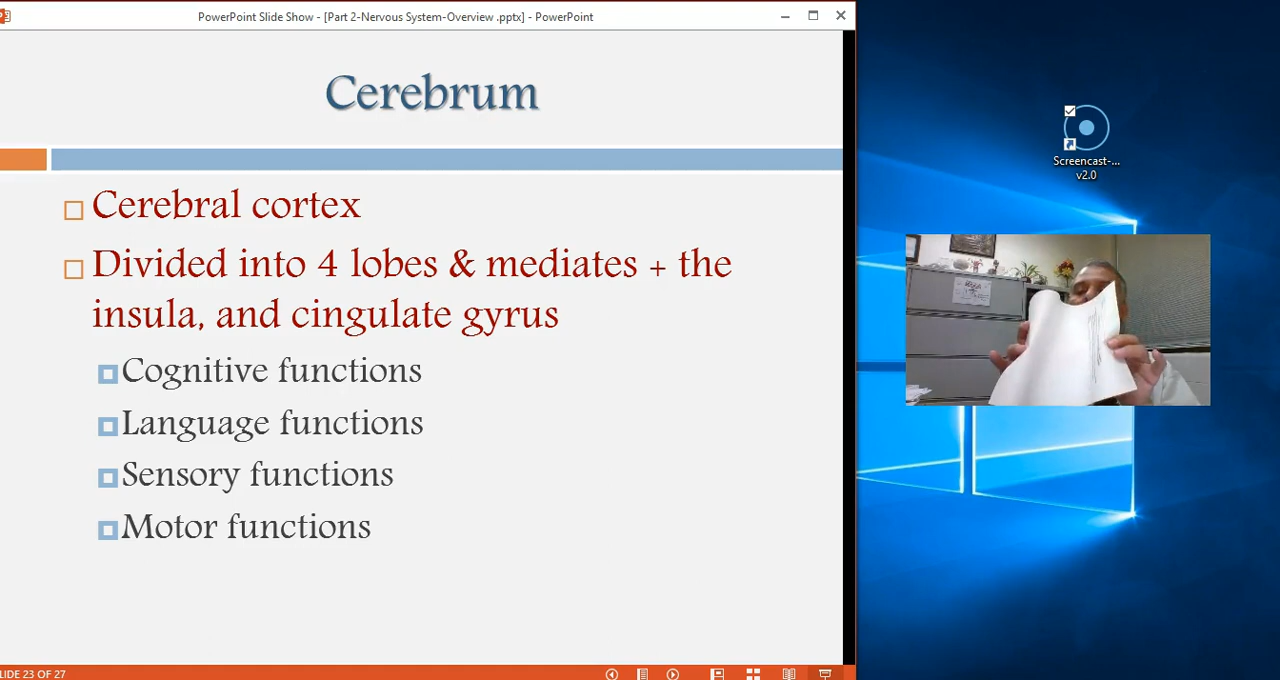 PowerPoint Slide Show - [Part 2-Nervous System-Overview .pptx] - PowerPoint
Cerebrum
Cerebral cortex
Divided into 4 lobes & mediates + the
insula, and cingulate gyrus
Cognitive functions
Language functions
Sensory functions
Motor functions
LIDE 23 OF 27
Screencast-...
v2.0